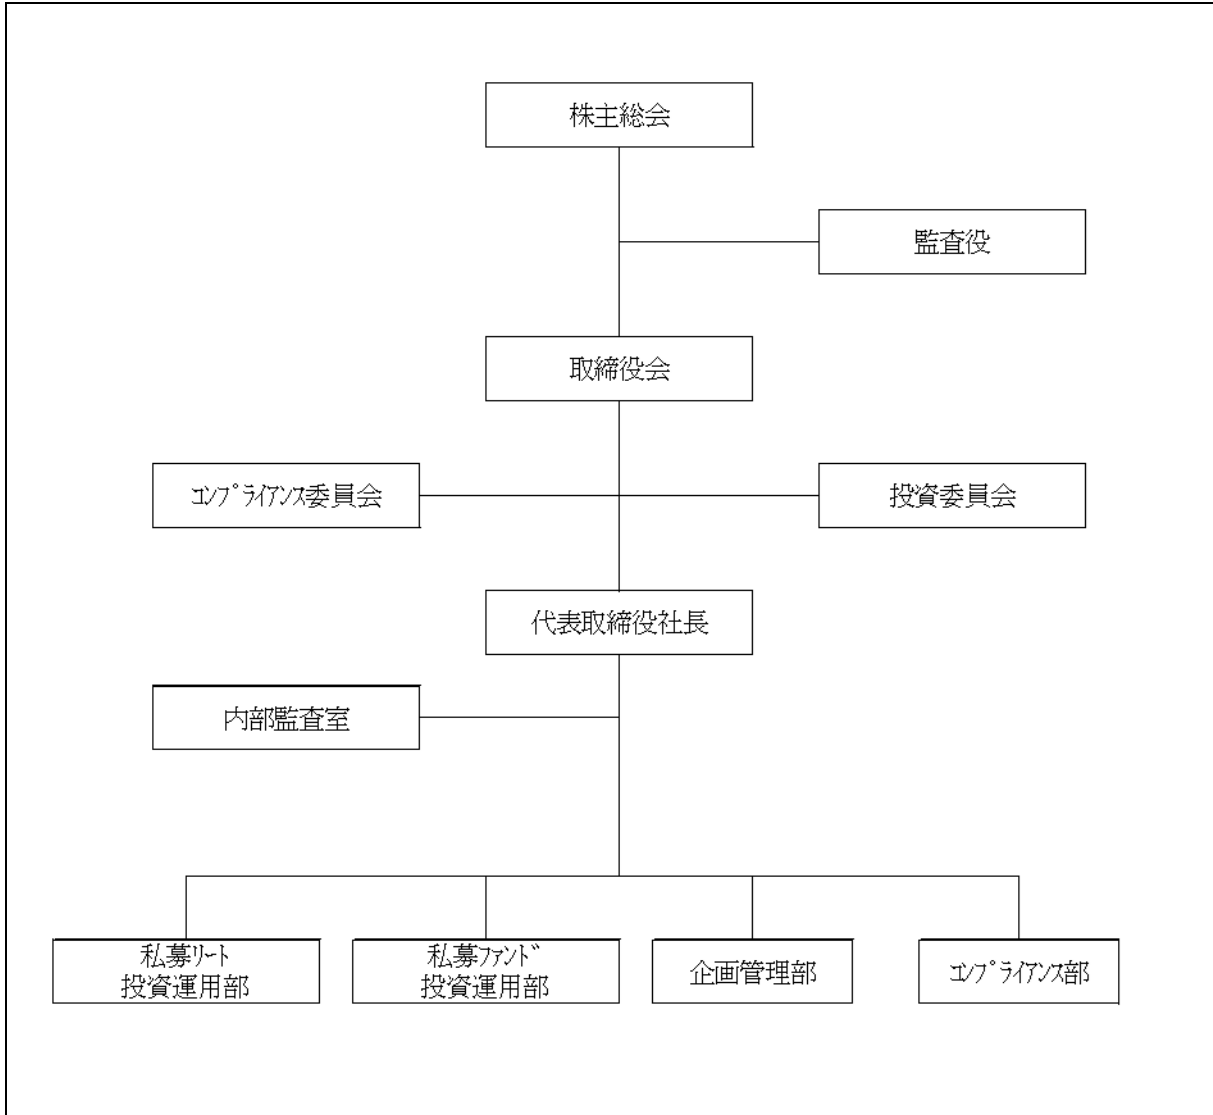 株主総会
監査役
取締役会
ｺﾝﾌﾟﾗｲｱﾝｽ委員会
投資委員会
代表取締役社長
内部監査室
私募ﾘｰﾄ
投資運用部
私募ﾌｧﾝﾄﾞ
投資運用部
企画管理部
ｺﾝﾌﾟﾗｲｱﾝｽ部